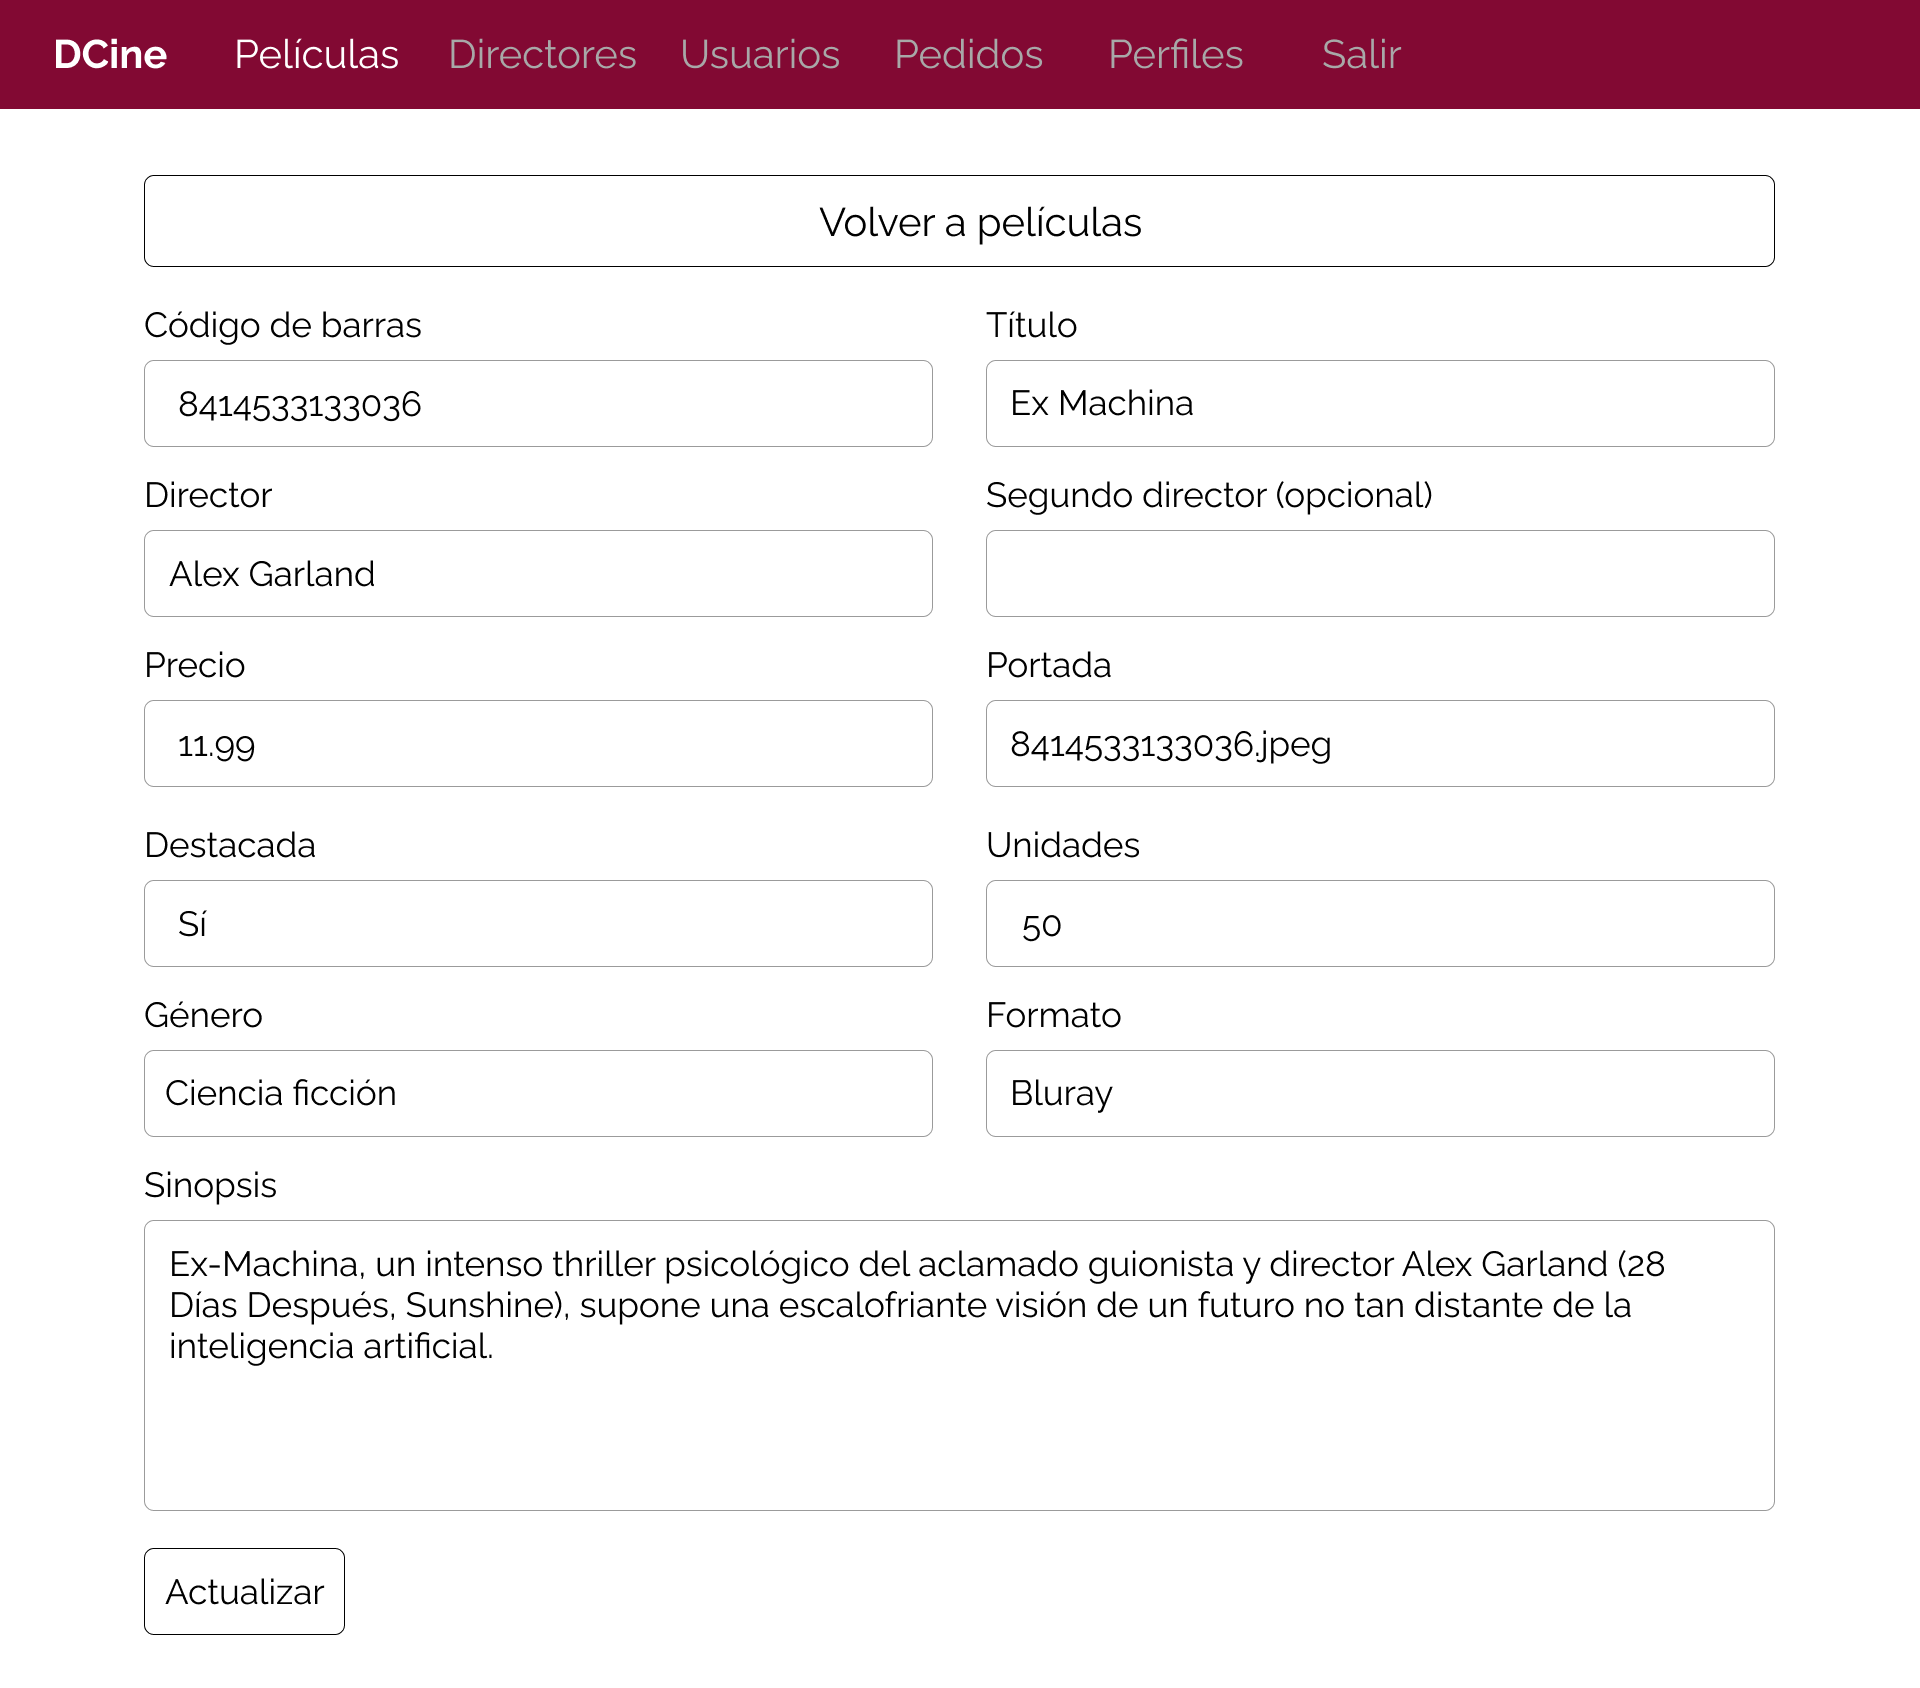 DCine Películas Directores Usuarios Pedidos Perfiles Salir
Volver a películas
Código de barras
8414533133036
Título
Ex Machina
Director
Alex Garland
Segundo director (opcional)
Precio
11.99
Portada
8414533133036.jpeg
Destacada
Sí
Unidades
50
Género
Ciencia ficción
Formato
Bluray
Sinopsis
Ex-Machina, un intenso thriller psicológico del aclamado guionista y director Alex Garland (28
Días Después, Sunshine), supone una escalofriante visión de un futuro no tan distante de la
inteligencia artificial.
Actualizar